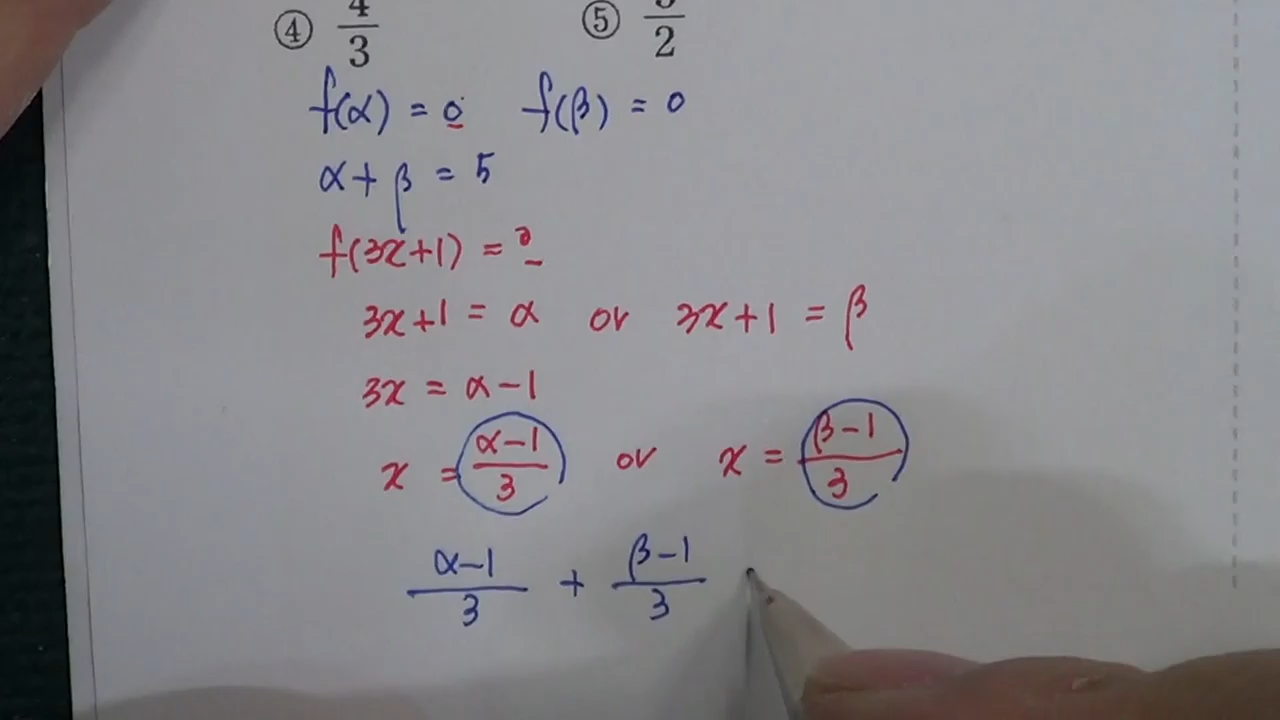 ④ 4/3 ⑤ /2
f(α) = 0 f(β) = 0
α + β = 5
f(3x+1) = 0
3x+1 = α or 3x+1 = β
3x = α-1
x = (α-1)/3 or x = (β-1)/3
(α-1)/3 + (β-1)/3